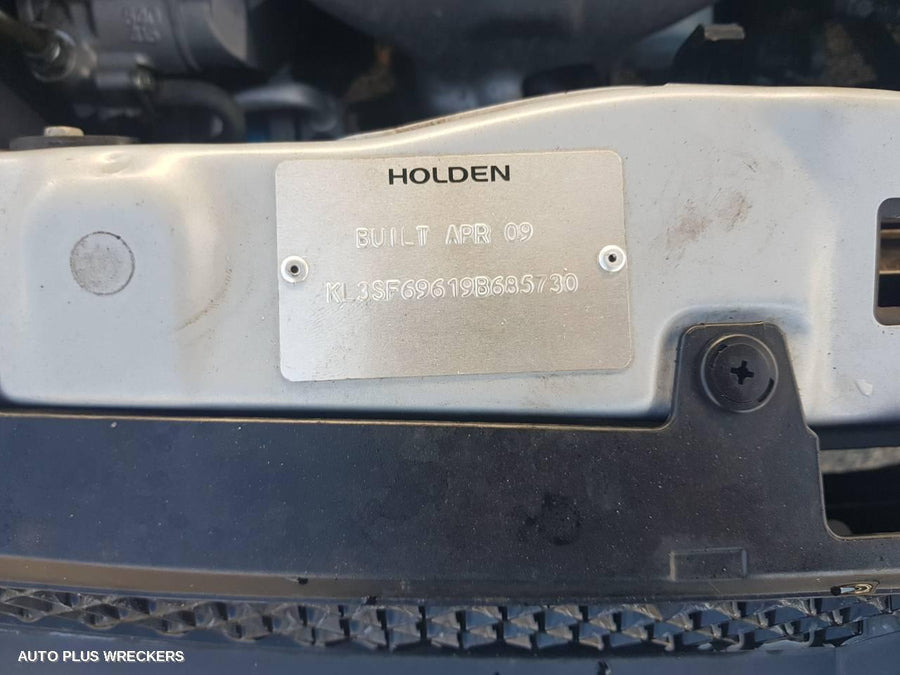 HOLDEN
BUILT APR 09
KL3SF69619B685730
AUTO PLUS WRECKERS